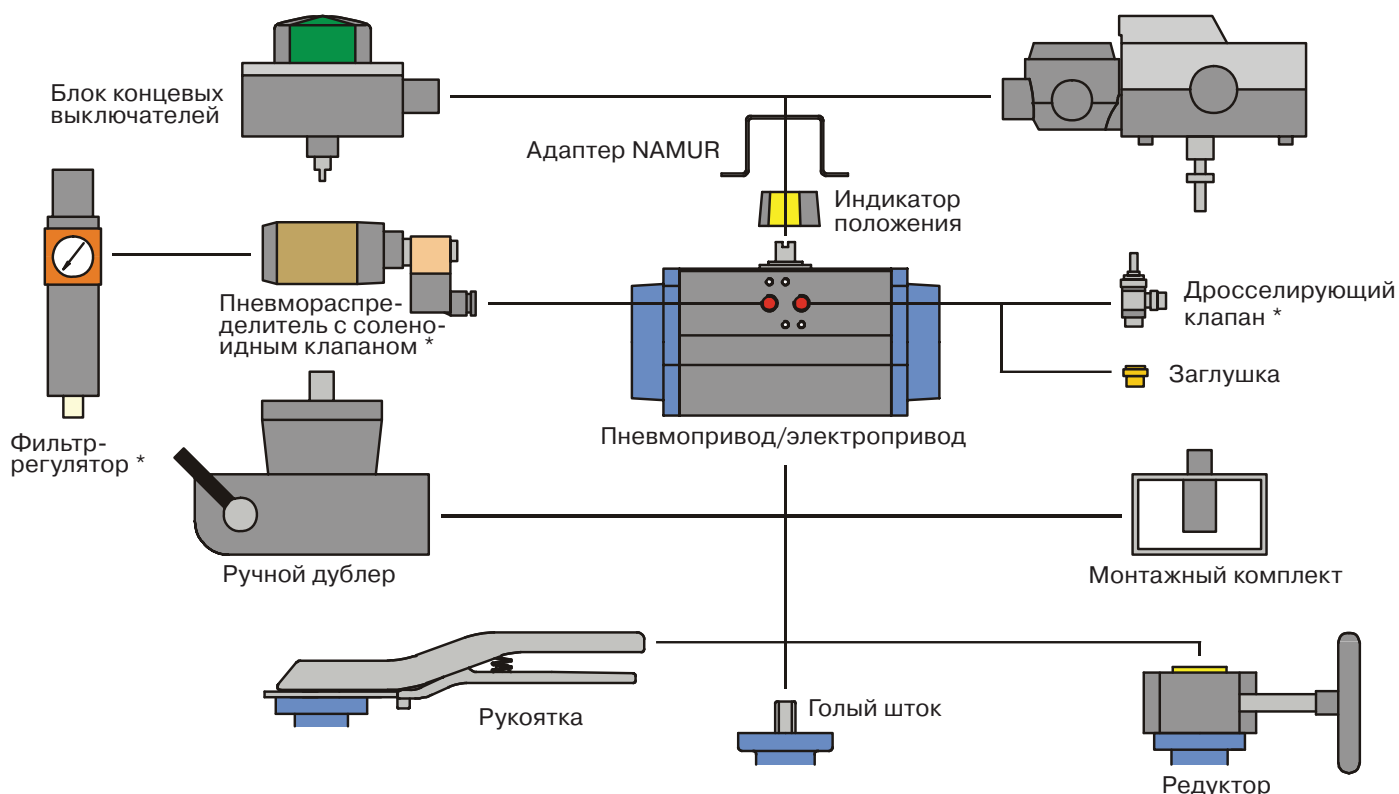 Блок концевых
выключателей
Адаптер NAMUR
Индикатор
положения
Пневмораспре-
делитель с солено-
идным клапаном *
Дросселирующий
клапан *
Заглушка
Фильтр-
регулятор *
Пневмопривод/электропривод
Ручной дублер
Монтажный комплект
Рукоятка
Голый шток
Редуктор